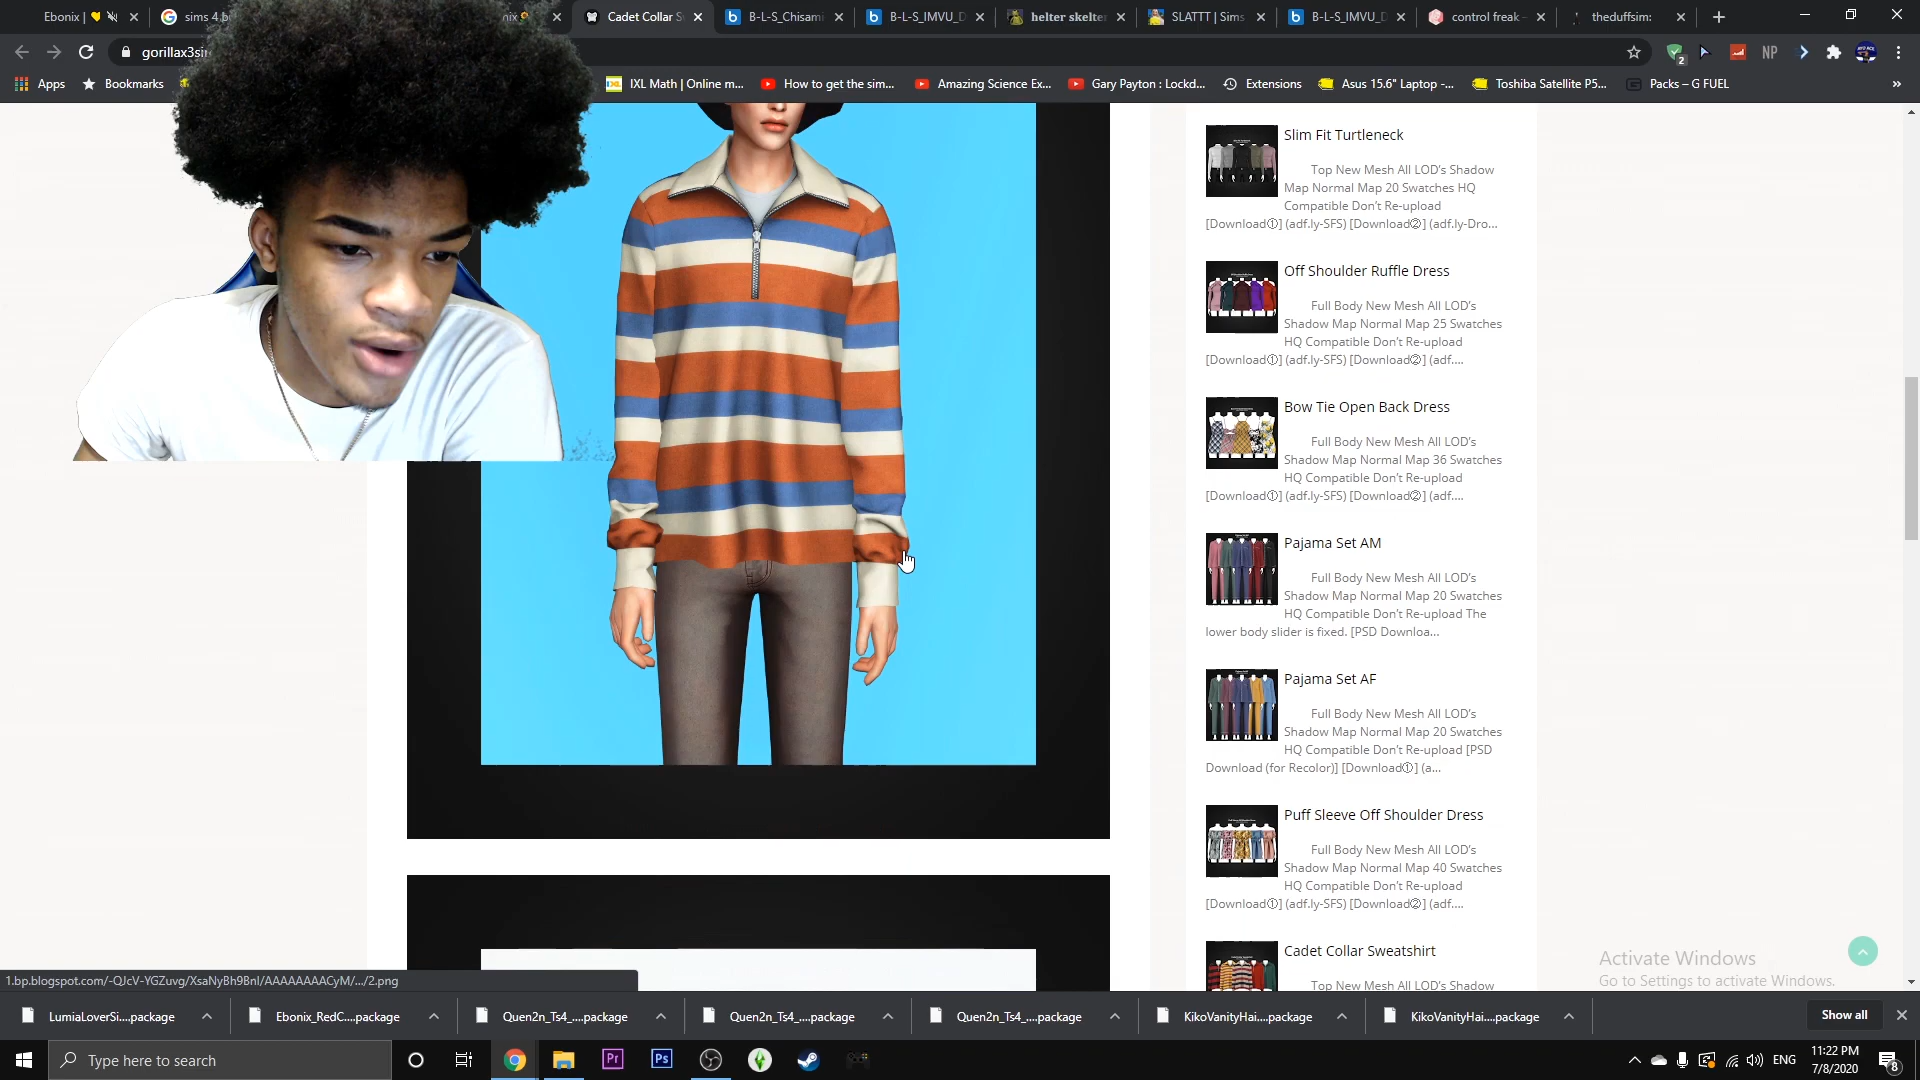 Ebonix |
sims 4
nix
Cadet Collar S
B-L-S_Chisami
B-L-S_IMVU_D
helter skelter
SLATTT | Sims
B-L-S_IMVU_D
control freak -
theduffsim:
gorillax3si
2
NP
Apps
Bookmarks
IXL Math | Online m...
How to get the sim...
Amazing Science Ex...
Gary Payton : Lockd...
Extensions
Asus 15.6" Laptop -...
Toshiba Satellite P5...
Packs – G FUEL
»
Slim Fit Turtleneck
Top New Mesh All LOD's Shadow
Map Normal Map 20 Swatches HQ
Compatible Don't Re-upload
[Download①] (adf.ly-SFS) [Download②] (adf.ly-Dro...
Off Shoulder Ruffle Dress
Full Body New Mesh All LOD's
Shadow Map Normal Map 25 Swatches
HQ Compatible Don't Re-upload
[Download①] (adf.ly-SFS) [Download②] (adf....
Bow Tie Open Back Dress
Full Body New Mesh All LOD's
Shadow Map Normal Map 36 Swatches
HQ Compatible Don't Re-upload
[Download①] (adf.ly-SFS) [Download②] (adf....
Pajama Set AM
Full Body New Mesh All LOD's
Shadow Map Normal Map 20 Swatches
HQ Compatible Don't Re-upload The
lower body slider is fixed. [PSD Downloa...
Pajama Set AF
Full Body New Mesh All LOD's
Shadow Map Normal Map 20 Swatches
HQ Compatible Don't Re-upload [PSD
Download (for Recolor)] [Download①] (a...
Puff Sleeve Off Shoulder Dress
Full Body New Mesh All LOD's
Shadow Map Normal Map 40 Swatches
HQ Compatible Don't Re-upload
[Download①] (adf.ly-SFS) [Download②] (adf....
Cadet Collar Sweatshirt
Top New Mesh All LOD's Shadow
Activate Windows
Go to Settings to activate Windows.
1.bp.blogspot.com/-QJcV-YGZuvg/XsaNyBh9BnI/AAAAAAAACyM/.../2.png
LumiaLoverSi....package
Ebonix_RedC....package
Quen2n_Ts4_....package
Quen2n_Ts4_....package
Quen2n_Ts4_....package
KikoVanityHai....package
KikoVanityHai....package
Show all
Type here to search
Pr
Ps
ENG
11:22 PM
7/8/2020
8